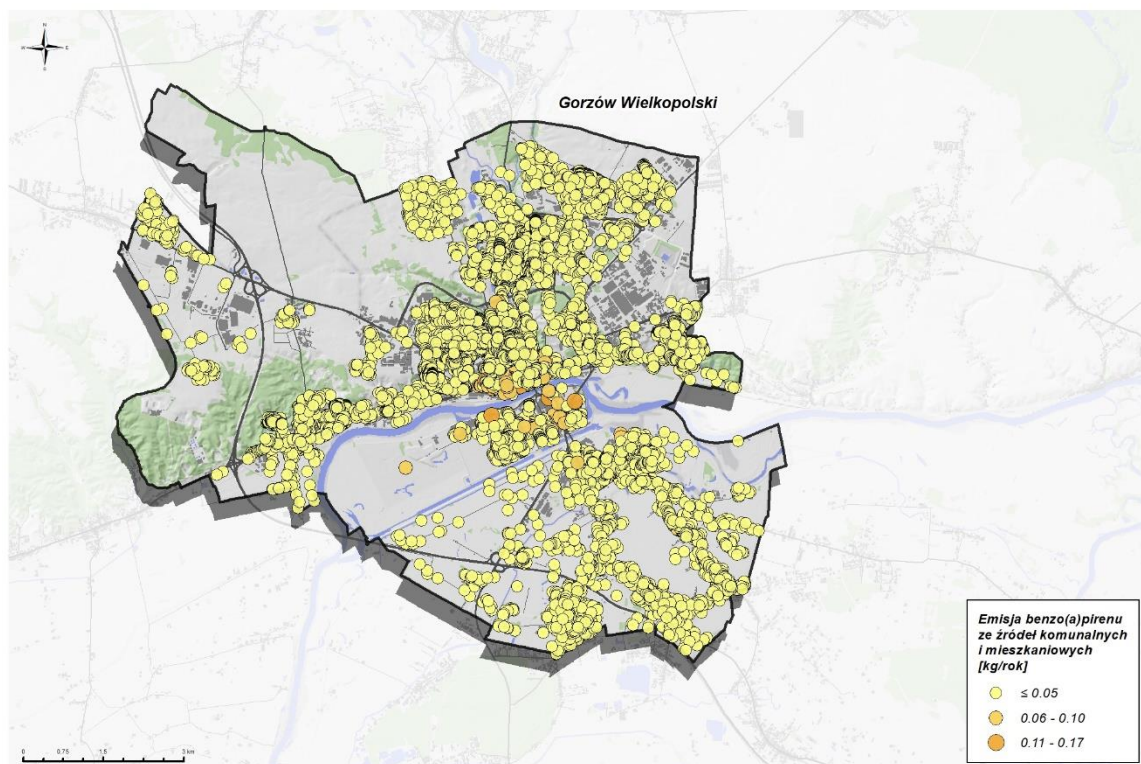 N
W
E
S
Gorzów Wielkopolski
Emisja benzo(a)pirenu
ze źródeł komunalnych
i mieszkaniowych
[kg/rok]
≤ 0.05
0.06 - 0.10
0.11 - 0.17
0 0.75 1.5 3 km